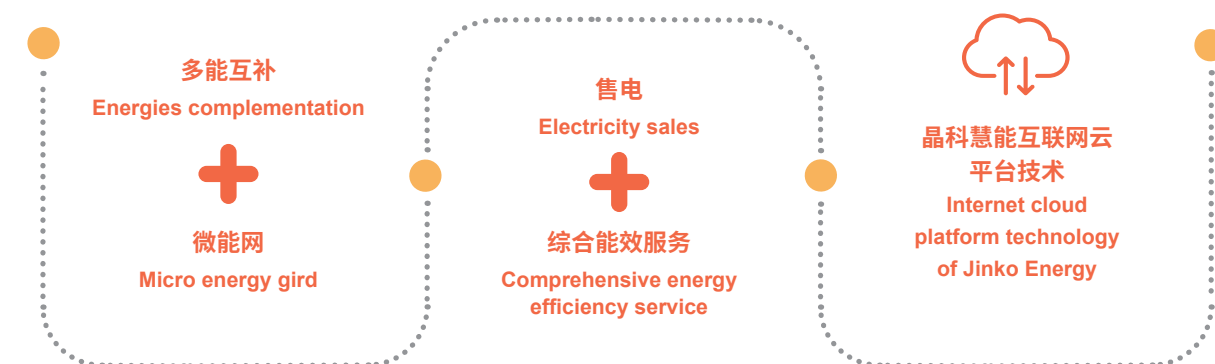 多能互补
Energies complementation
微能网
Micro energy gird
售电
Electricity sales
综合能效服务
Comprehensive energy
efficiency service
晶科慧能互联网云
平台技术
Internet cloud
platform technology
of Jinko Energy